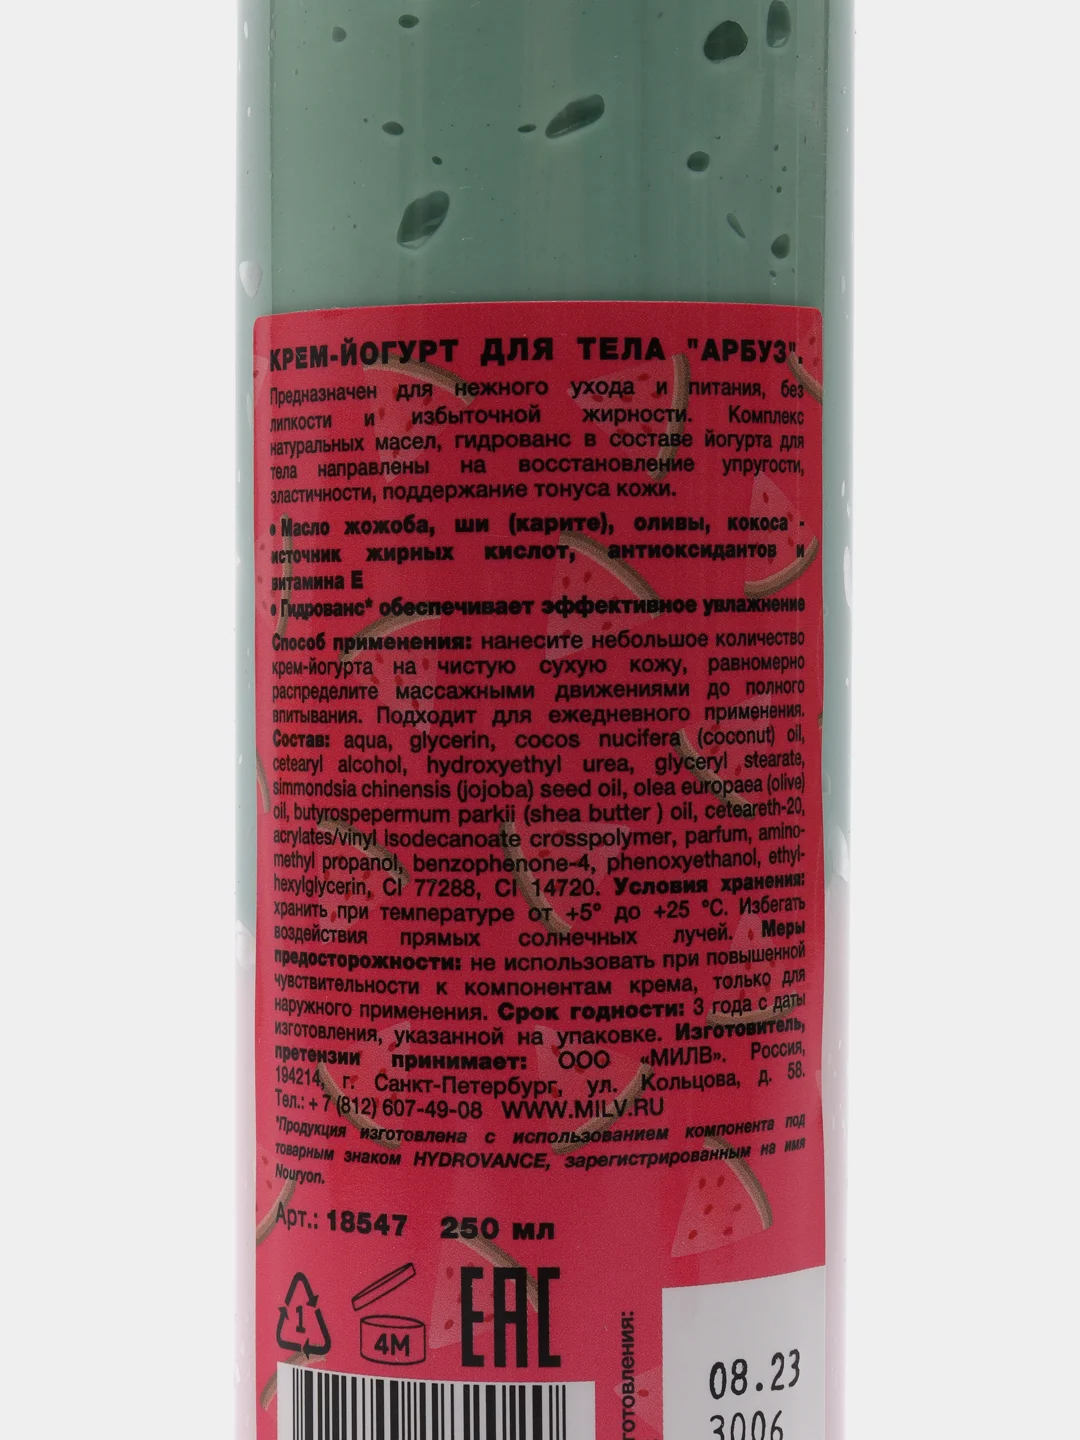 КРЕМ-ЙОГУРТ ДЛЯ ТЕЛА "АРБУЗ".
Предназначен для нежного ухода и питания, без
липкости и избыточной жирности. Комплекс
натуральных масел, гидрованс в составе йогурта для
тела направлены на восстановление упругости,
эластичности, поддержание тонуса кожи.
• Масло жожоба, ши (карите), оливы, кокоса -
источник жирных кислот, антиоксидантов и
витамина Е
• Гидрованс* обеспечивает эффективное увлажнение
Способ применения: нанесите небольшое количество
крем-йогурта на чистую сухую кожу, равномерно
распределите массажными движениями до полного
впитывания. Подходит для ежедневного применения.
Состав: aqua, glycerin, cocos nucifera (coconut) oil,
cetearyl alcohol, hydroxyethyl urea, glyceryl stearate,
simmondsia chinensis (jojoba) seed oil, olea europaea (olive)
oil, butyrospepermum parkii (shea butter ) oil, ceteareth-20,
acrylates/vinyl isodecanoate crosspolymer, parfum, amino-
methyl propanol, benzophenone-4, phenoxyethanol, ethyl-
hexylglycerin, CI 77288, CI 14720. Условия хранения:
хранить при температуре от +5° до +25 °C. Избегать
воздействия прямых солнечных лучей. Меры
предосторожности: не использовать при повышенной
чувствительности к компонентам крема, только для
наружного применения. Срок годности: 3 года с даты
изготовления, указанной на упаковке. Изготовитель,
претензии принимает: ООО «МИЛВ». Россия,
194214, г. Санкт-Петербург, ул. Кольцова, д. 58.
Тел.: + 7 (812) 607-49-08 WWW.MILV.RU
*Продукция изготовлена с использованием компонента под
товарным знаком HYDROVANCE, зарегистрированным на имя
Nouryon.
Арт.: 18547 250 мл
1 4M EAC
готовления:
08.23
3006